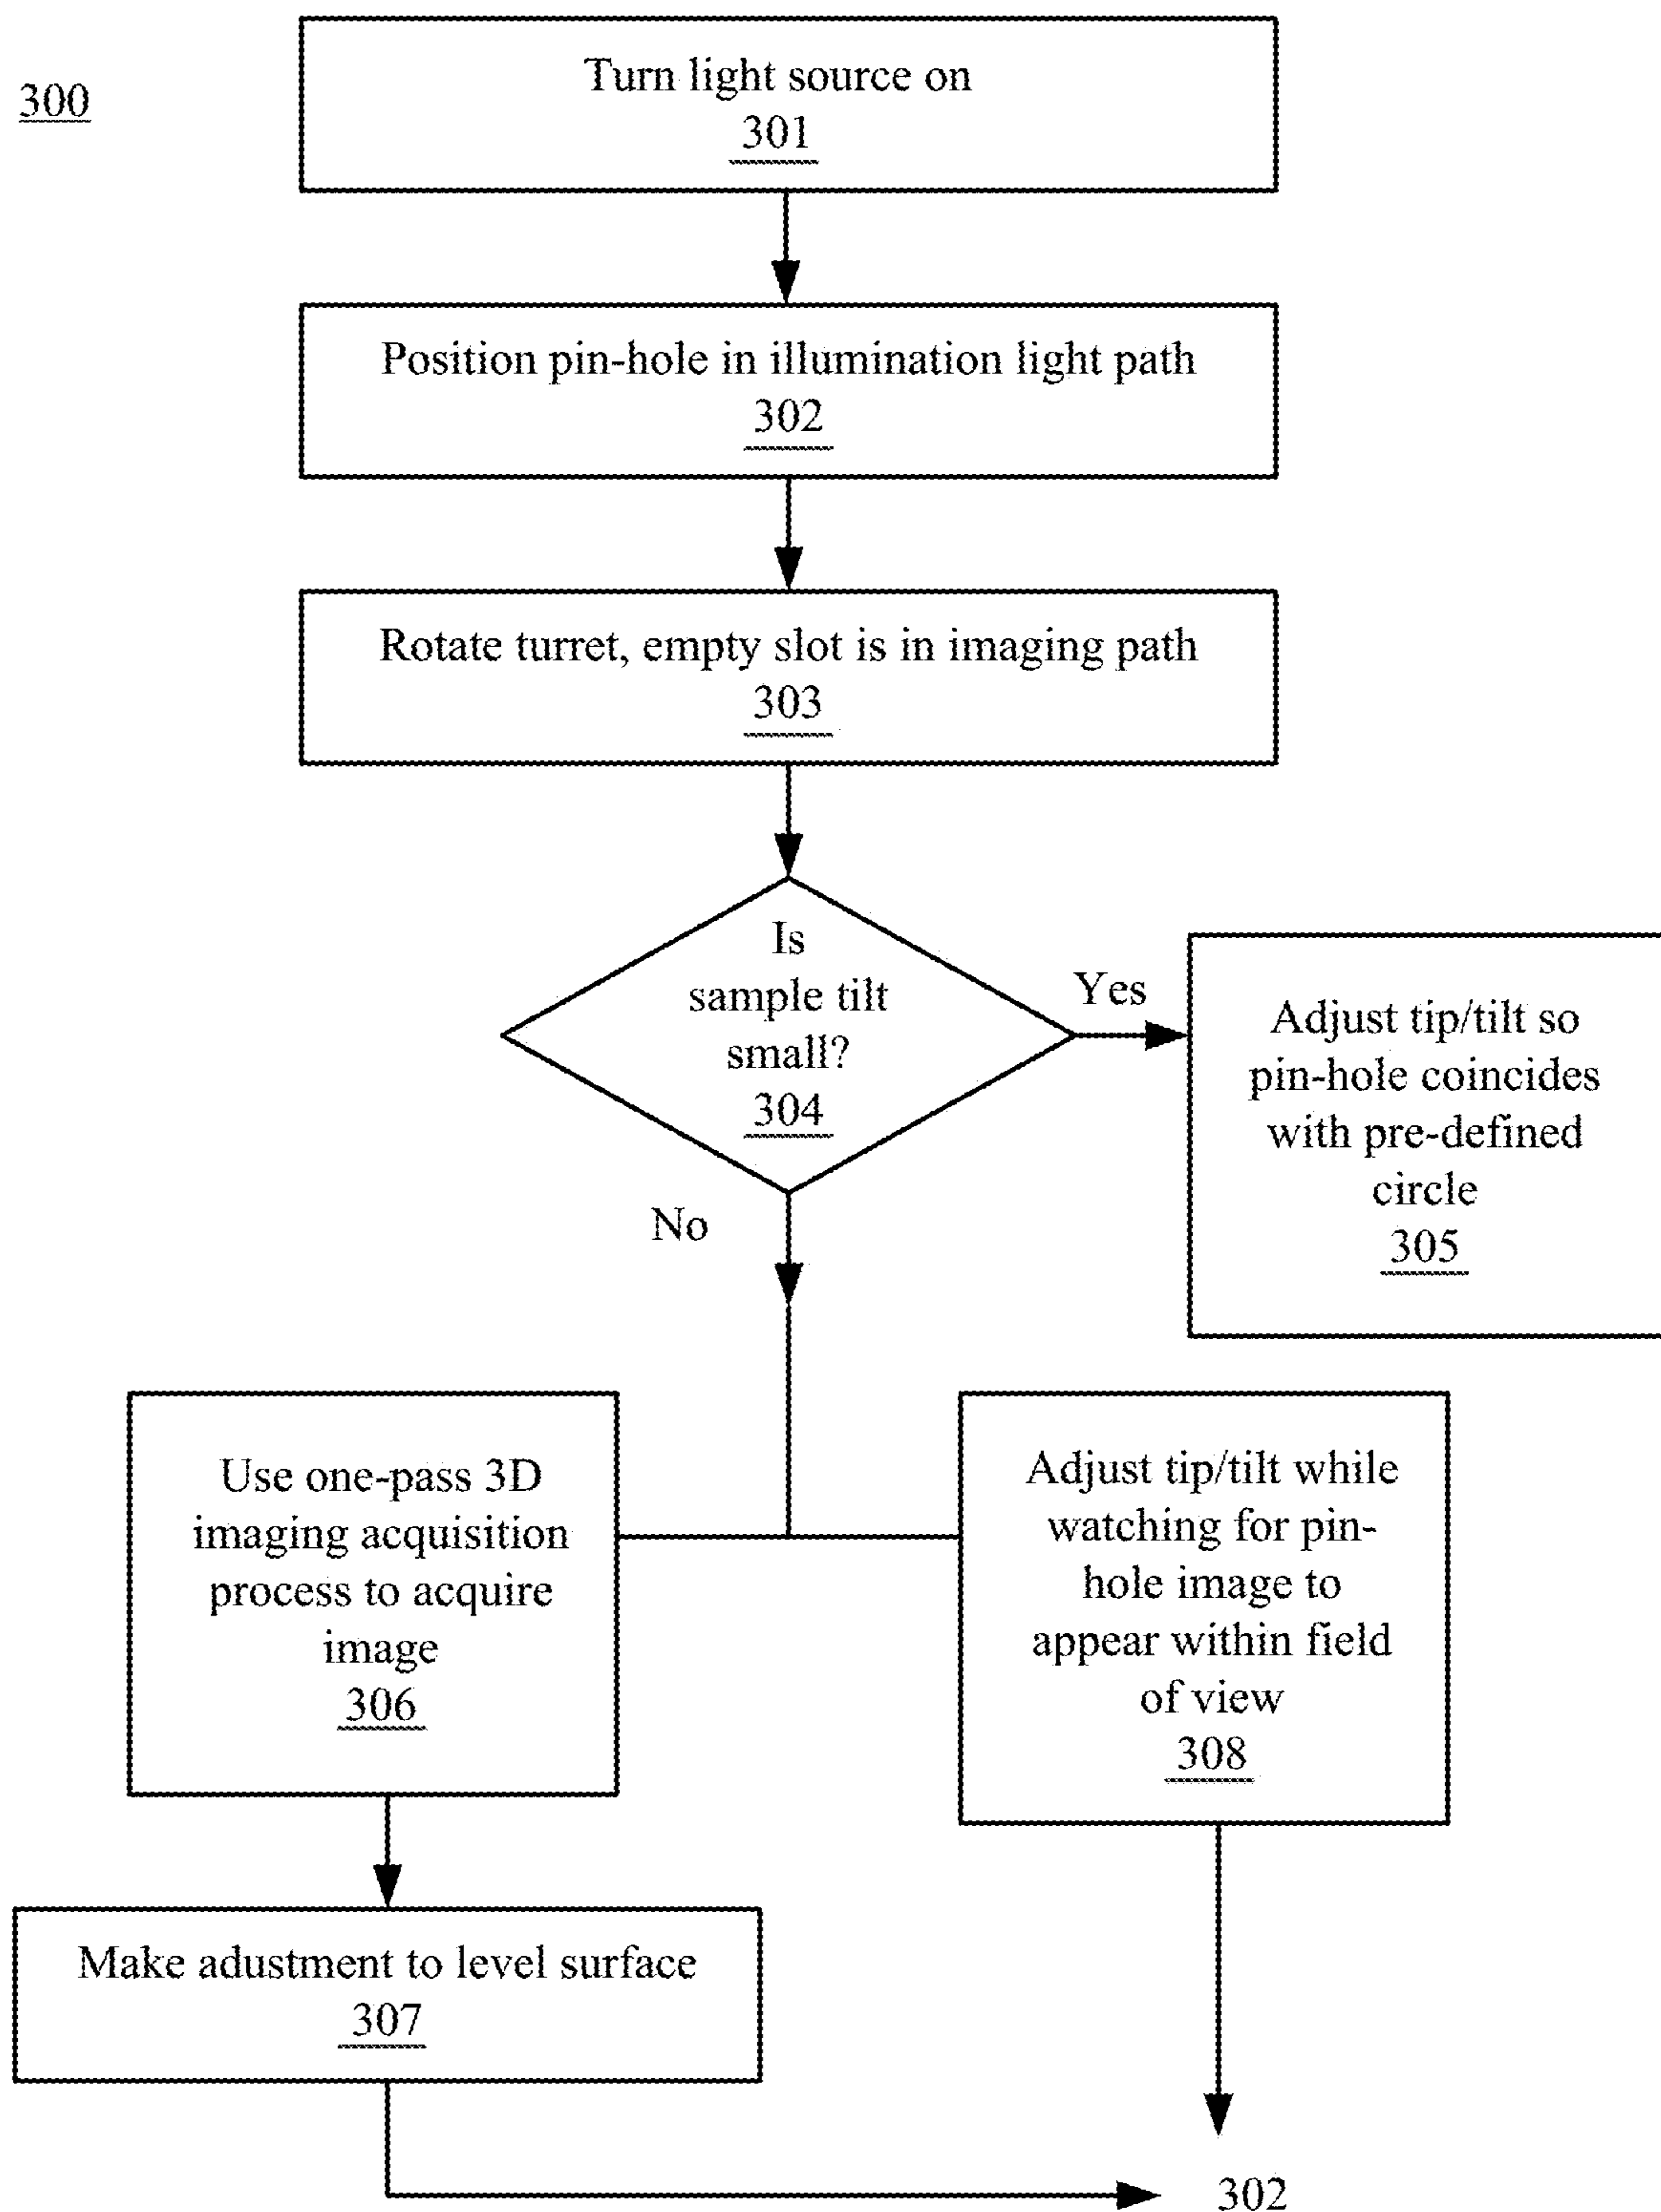 300
Turn light source on
301
Position pin-hole in illumination light path
302
Rotate turret, empty slot is in imaging path
303
Is
sample tilt
small?
304
Yes
Adjust tip/tilt so
pin-hole coincides
with pre-defined
circle
305
No
Use one-pass 3D
imaging acquisition
process to acquire
image
306
Adjust tip/tilt while
watching for pin-
hole image to
appear within field
of view
308
Make adustment to level surface
307
302